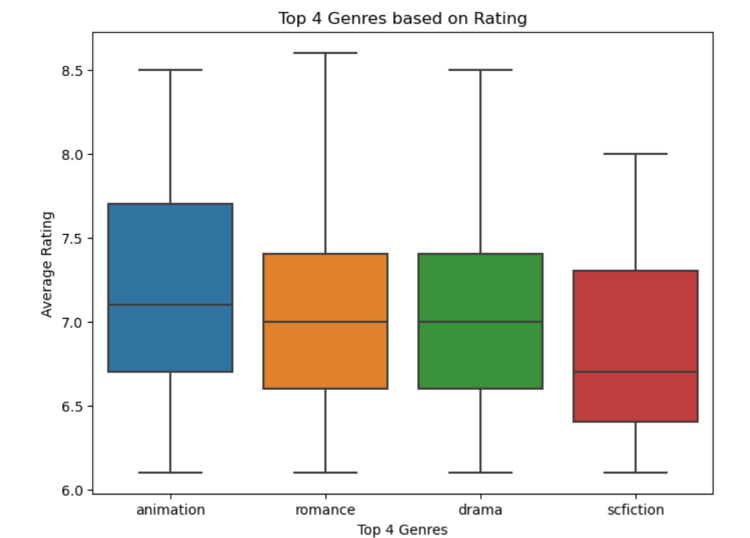 Top 4 Genres based on Rating
8.5
8.0
7.5
7.0
6.5
6.0
Average Rating
animation romance drama scfiction
Top 4 Genres